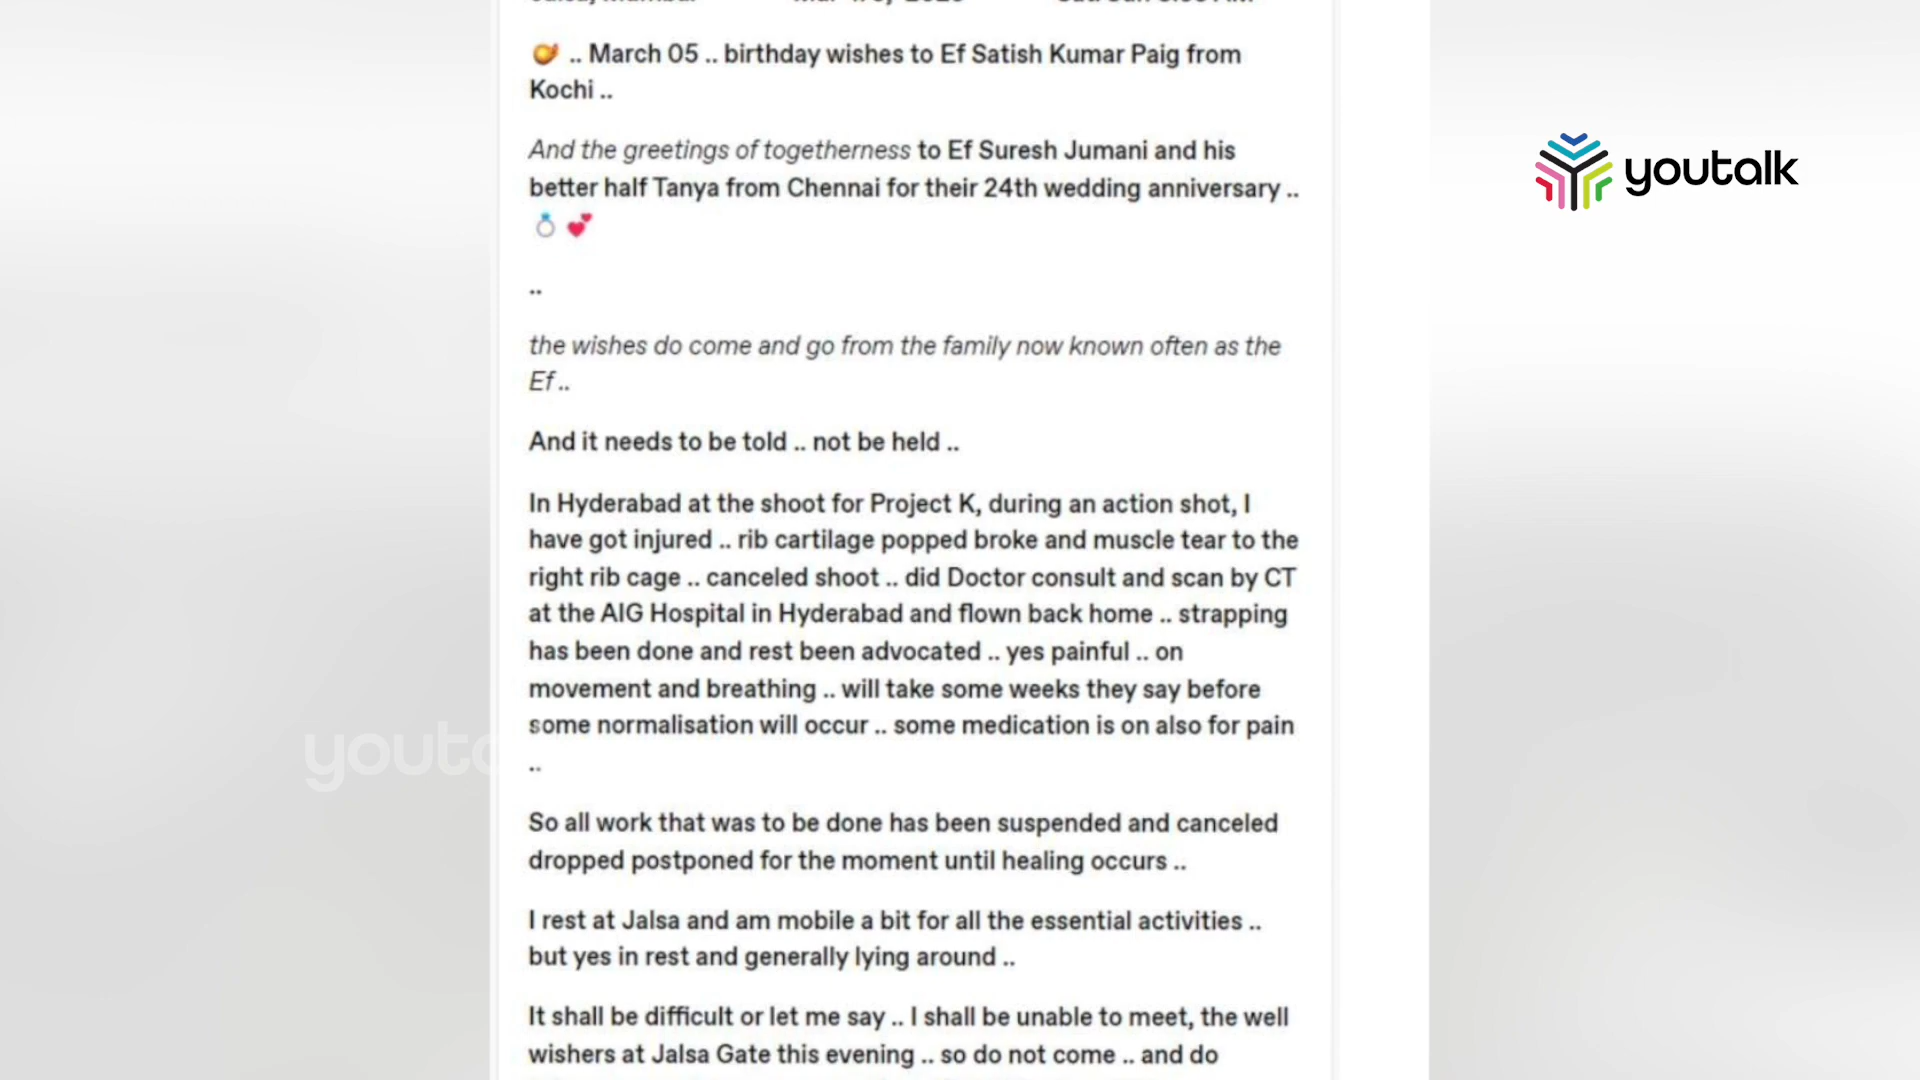 .. March 05 .. birthday wishes to Ef Satish Kumar Paig from
Kochi ..
And the greetings of togetherness to Ef Suresh Jumani and his
better half Tanya from Chennai for their 24th wedding anniversary ..
..
the wishes do come and go from the family now known often as the
Ef ..
And it needs to be told .. not be held ..
In Hyderabad at the shoot for Project K, during an action shot, I
have got injured .. rib cartilage popped broke and muscle tear to the
right rib cage .. canceled shoot .. did Doctor consult and scan by CT
at the AIG Hospital in Hyderabad and flown back home .. strapping
has been done and rest been advocated .. yes painful .. on
movement and breathing .. will take some weeks they say before
some normalisation will occur .. some medication is on also for pain
..
So all work that was to be done has been suspended and canceled
dropped postponed for the moment until healing occurs ..
I rest at Jalsa and am mobile a bit for all the essential activities ..
but yes in rest and generally lying around ..
It shall be difficult or let me say .. I shall be unable to meet, the well
wishers at Jalsa Gate this evening .. so do not come .. and do
youtalk